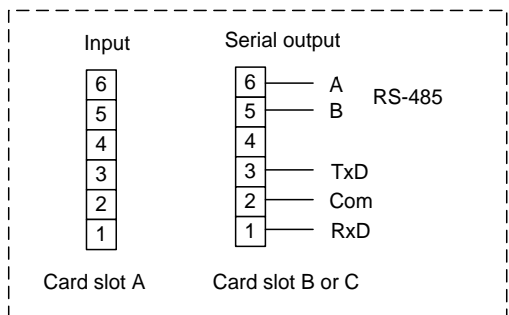 Input
Serial output
6
5
4
3
2
1
6 A
5 B
RS-485
4
3 TxD
2 Com
1 RxD
Card slot A
Card slot B or C